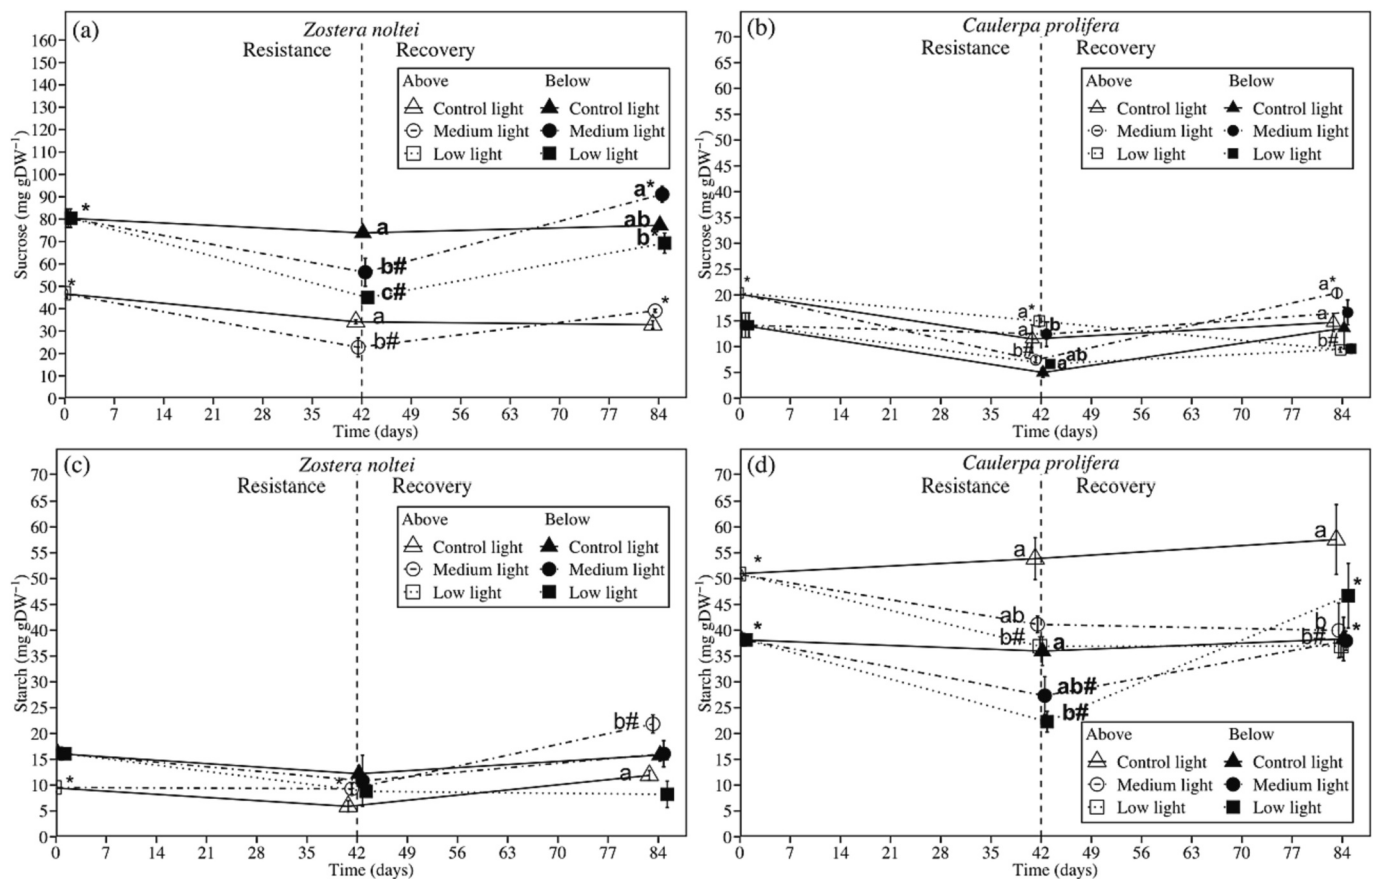 (a)
Zostera noltei
Resistance Recovery
Above Below
Control light Control light
Medium light Medium light
Low light Low light
Sucrose (mg gDW⁻¹)
160
150
140
130
120
110
100
90
80
70
60
50
40
30
20
10
0
* a b# c# a b# a* ab b* *
*
0 7 14 21 28 35 42 49 56 63 70 77 84
Time (days)
(b)
Caulerpa prolifera
Resistance Recovery
Above Below
Control light Control light
Medium light Medium light
Low light Low light
Sucrose (mg gDW⁻¹)
70
65
60
55
50
45
40
35
30
25
20
15
10
5
0
* a* a b# b ab a a* a b#
0 7 14 21 28 35 42 49 56 63 70 77 84
Time (days)
(c)
Zostera noltei
Resistance Recovery
Above Below
Control light Control light
Medium light Medium light
Low light Low light
Starch (mg gDW⁻¹)
70
65
60
55
50
45
40
35
30
25
20
15
10
5
0
* * b# a
0 7 14 21 28 35 42 49 56 63 70 77 84
Time (days)
(d)
Caulerpa prolifera
Resistance Recovery
Above Below
Control light Control light
Medium light Medium light
Low light Low light
Starch (mg gDW⁻¹)
70
65
60
55
50
45
40
35
30
25
20
15
10
5
0
* * a ab b# a ab# b# a b b# * *
0 7 14 21 28 35 42 49 56 63 70 77 84
Time (days)